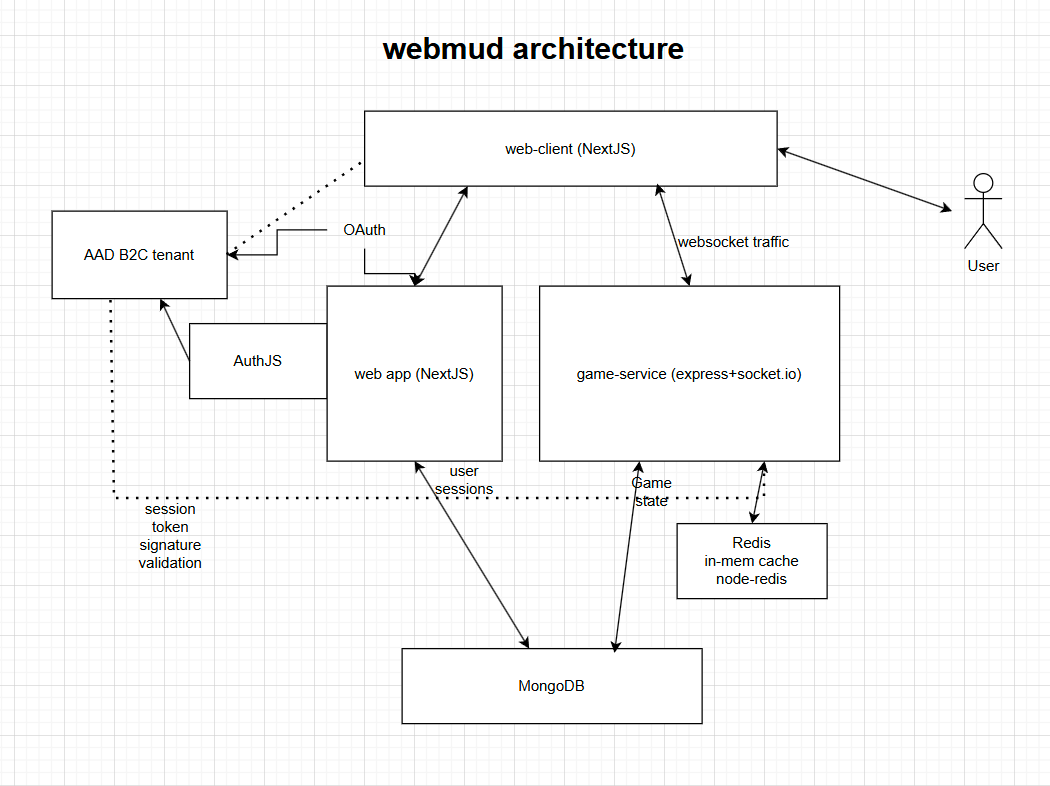 webmud architecture
web-client (NextJS)
AAD B2C tenant
OAuth
websocket traffic
User
AuthJS
web app (NextJS)
game-service (express+socket.io)
user
sessions
Game
state
session
token
signature
validation
Redis
in-mem cache
node-redis
MongoDB